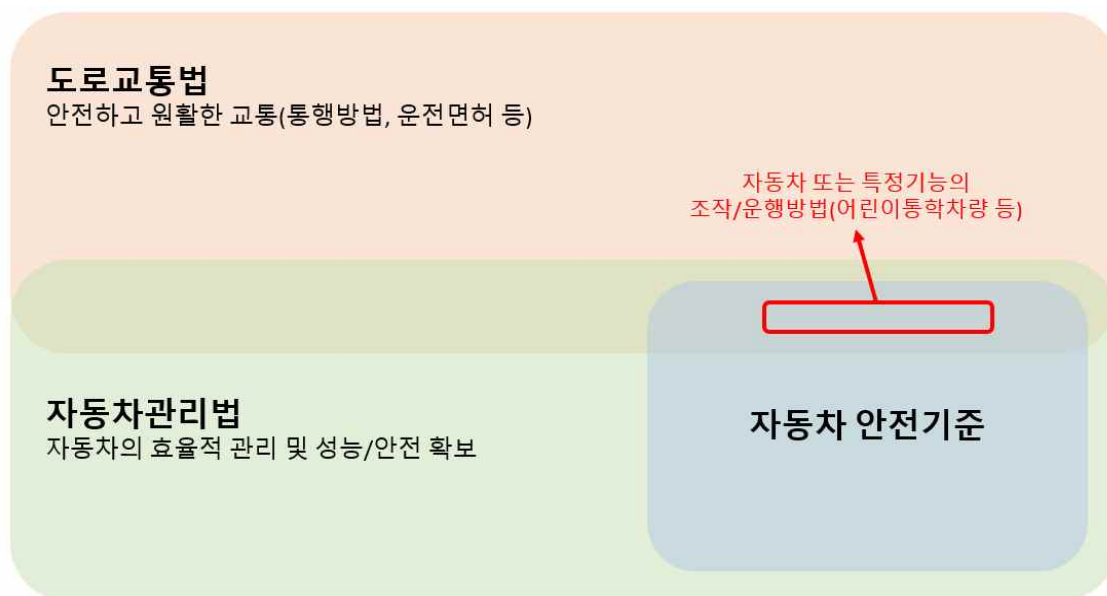 도로교통법
안전하고 원활한 교통(통행방법, 운전면허 등)
자동차 또는 특정기능의
조작/운행방법(어린이통학차량 등)
자동차관리법
자동차의 효율적 관리 및 성능/안전 확보
자동차 안전기준